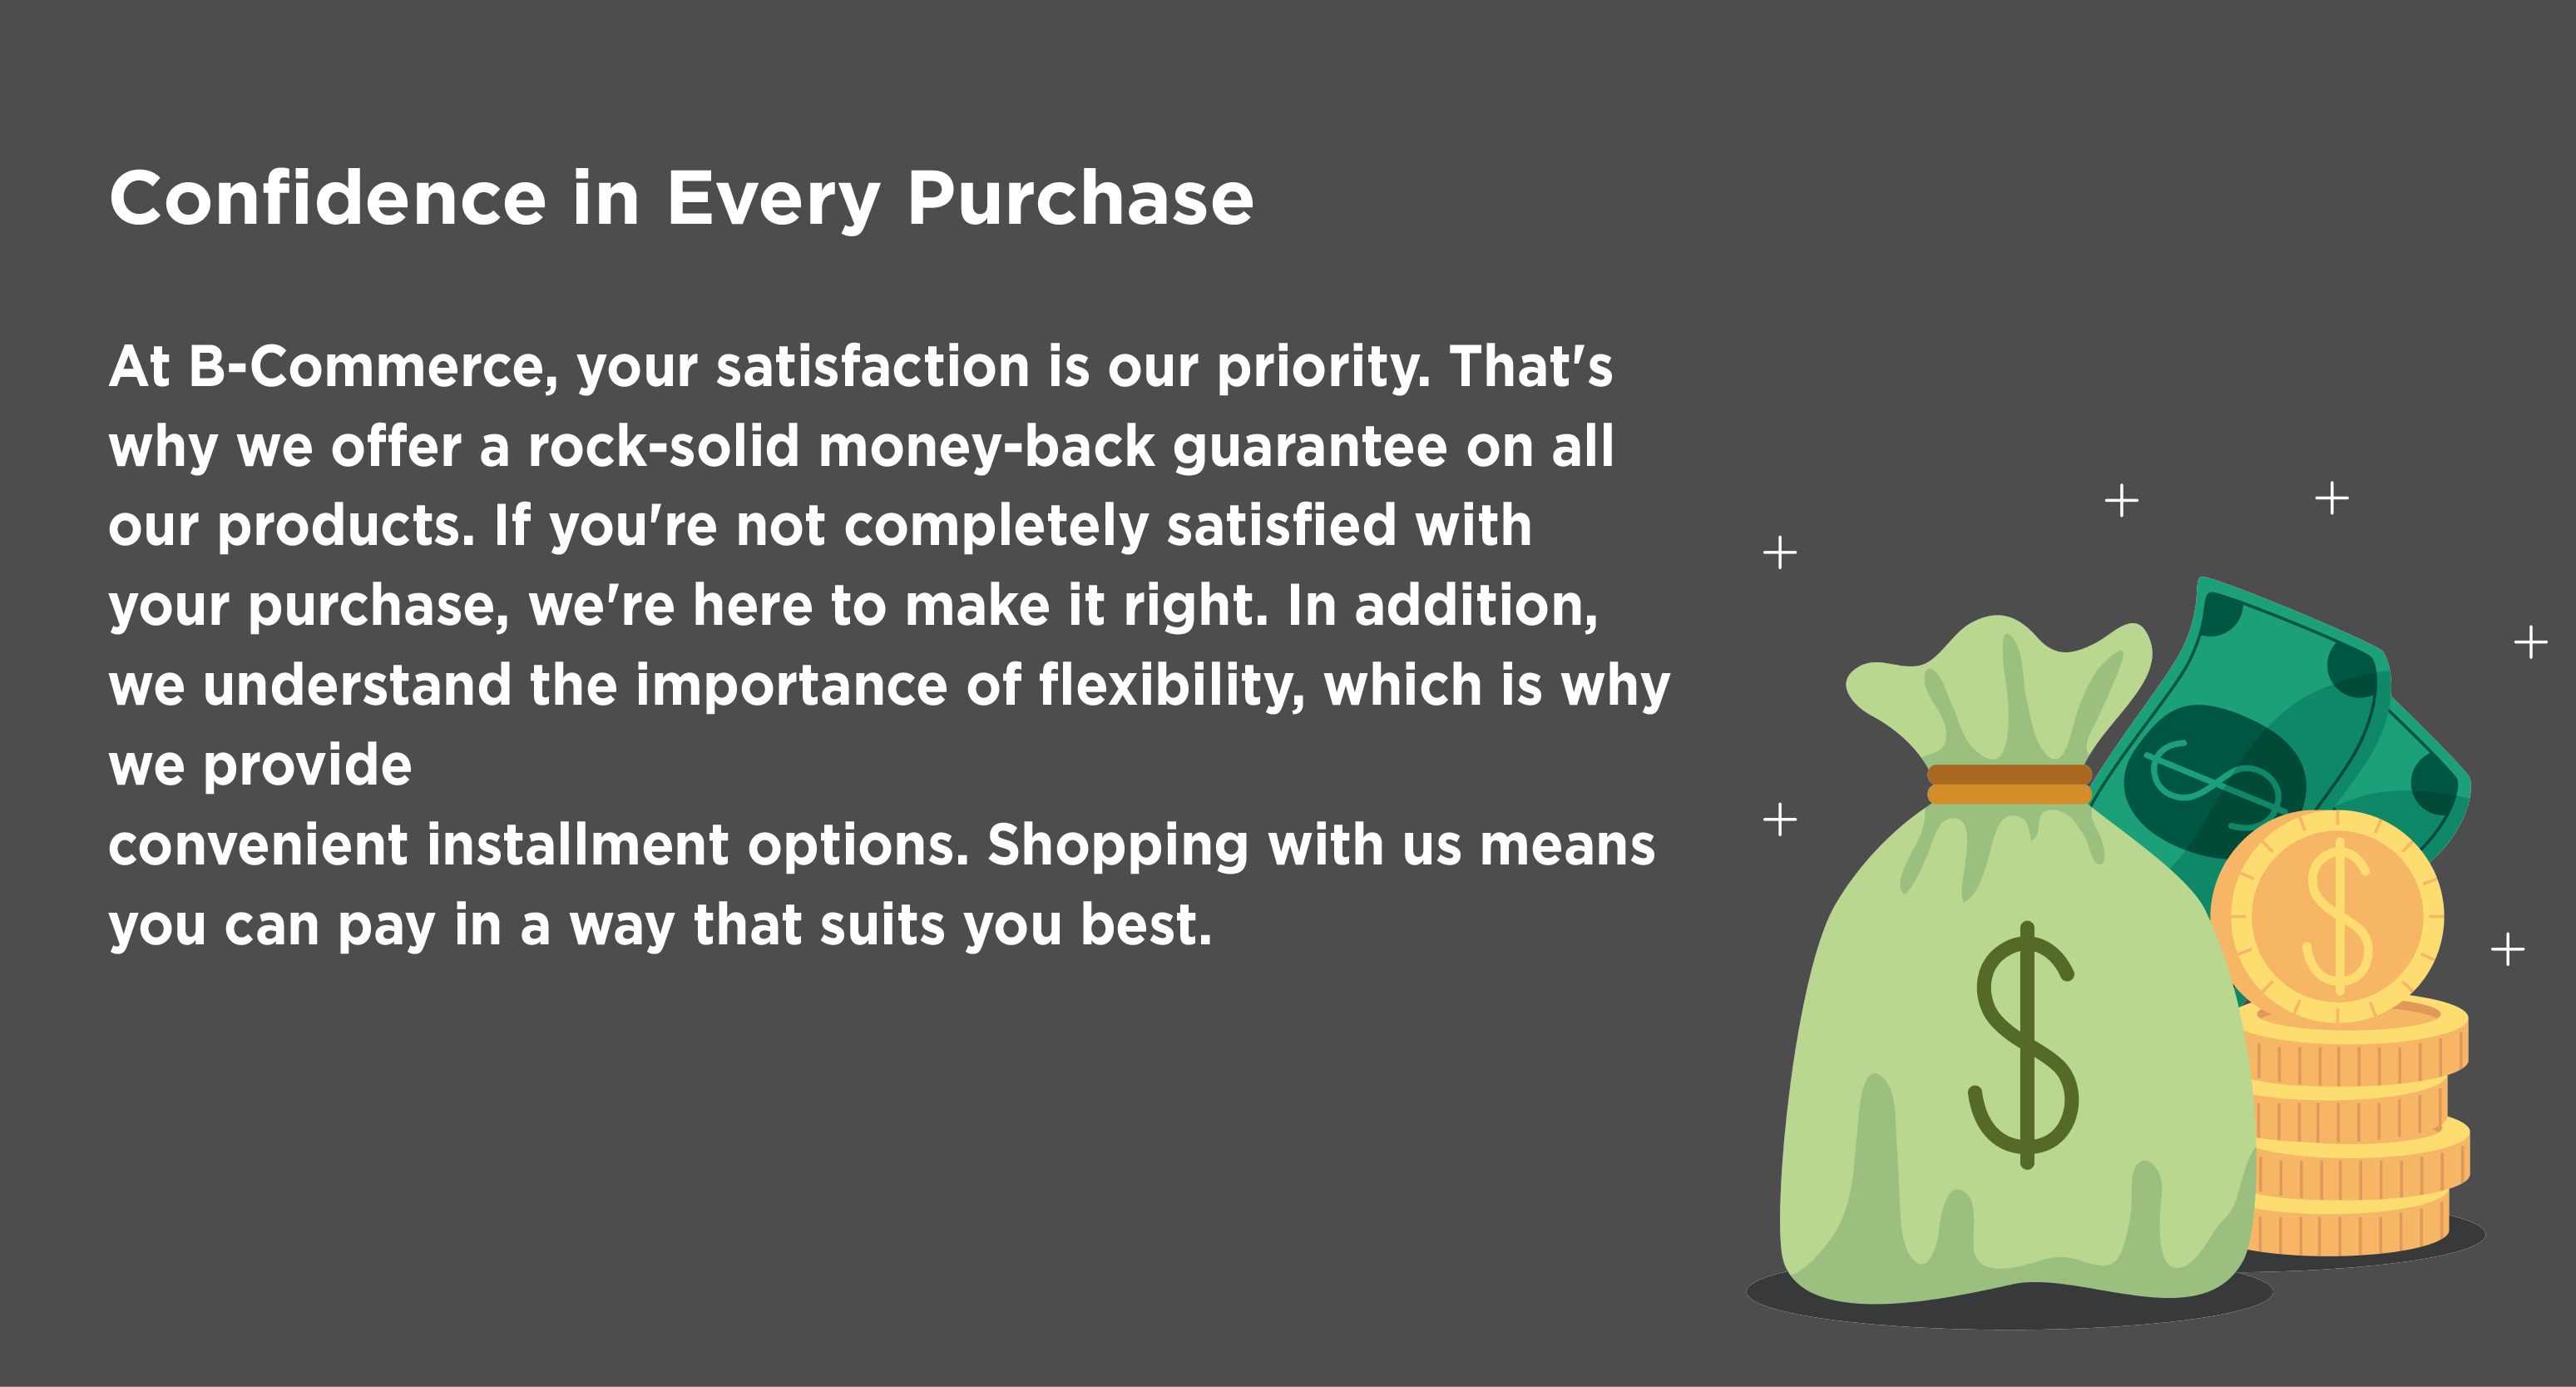 Confidence in Every Purchase
At B-Commerce, your satisfaction is our priority. That's
why we offer a rock-solid money-back guarantee on all
our products. If you're not completely satisfied with
your purchase, we're here to make it right. In addition,
we understand the importance of flexibility, which is why
we provide
convenient installment options. Shopping with us means
you can pay in a way that suits you best.
$
$
$